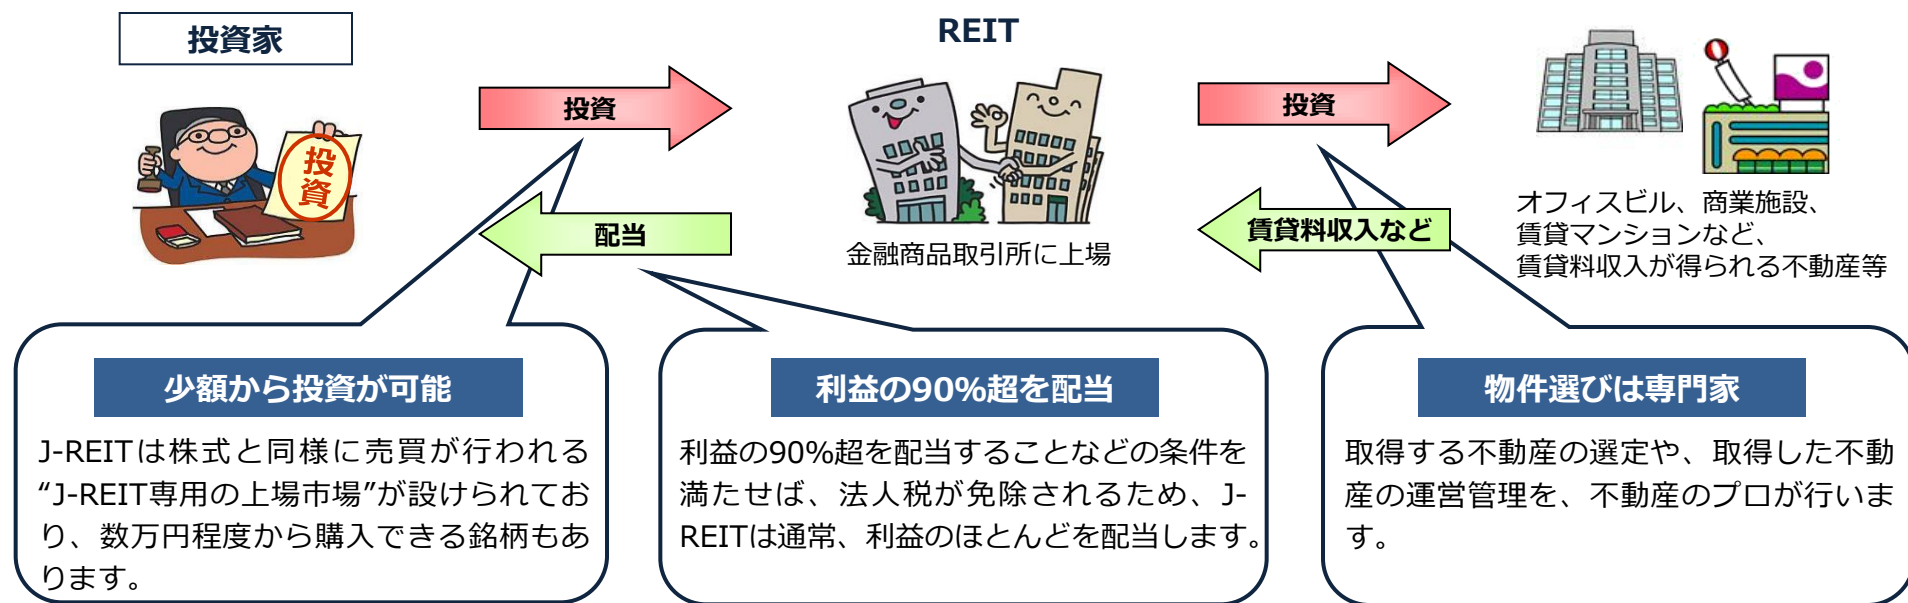 投資家
REIT
投資
投資
投
資
配当
賃貸料収入など
金融商品取引所に上場
オフィスビル、商業施設、
賃貸マンションなど、
賃貸料収入が得られる不動産等
少額から投資が可能
J-REITは株式と同様に売買が行われる
“J-REIT専用の上場市場”が設けられてお
り、数万円程度から購入できる銘柄もあ
ります。
利益の90%超を配当
利益の90%超を配当することなどの条件を
満たせば、法人税が免除されるため、J-
REITは通常、利益のほとんどを配当します。
物件選びは専門家
取得する不動産の選定や、取得した不動
産の運営管理を、不動産のプロが行いま
す。